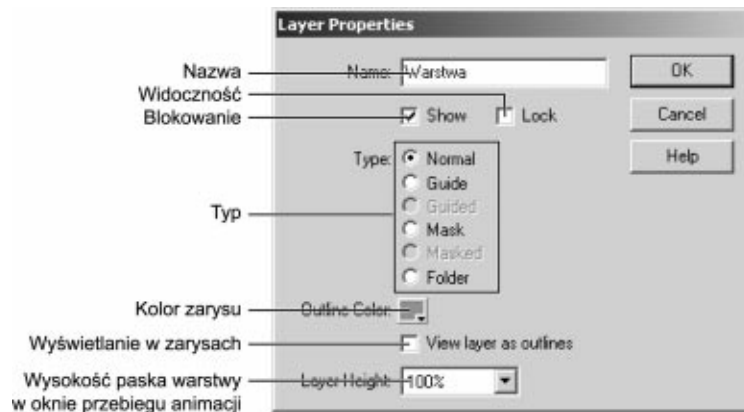 Layer Properties
Nazwa
Name:
Warstwa
OK
Widoczność
Blokowanie
Show
Lock
Cancel
Type:
Normal
Help
Guide
Typ
Guided
Mask
Masked
Folder
Kolor zarysu
Outline Color:
Wyświetlanie w zarysach
View layer as outlines
Wysokość paska warstwy
w oknie przebiegu animacji
Layer Height:
100%